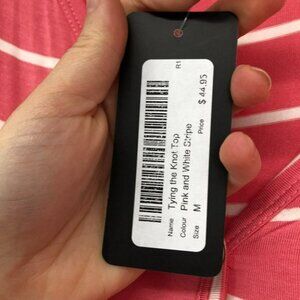 R1
Name Tying the Knot Top
Colour Pink and White Stripe
Size M Price $ 44.95